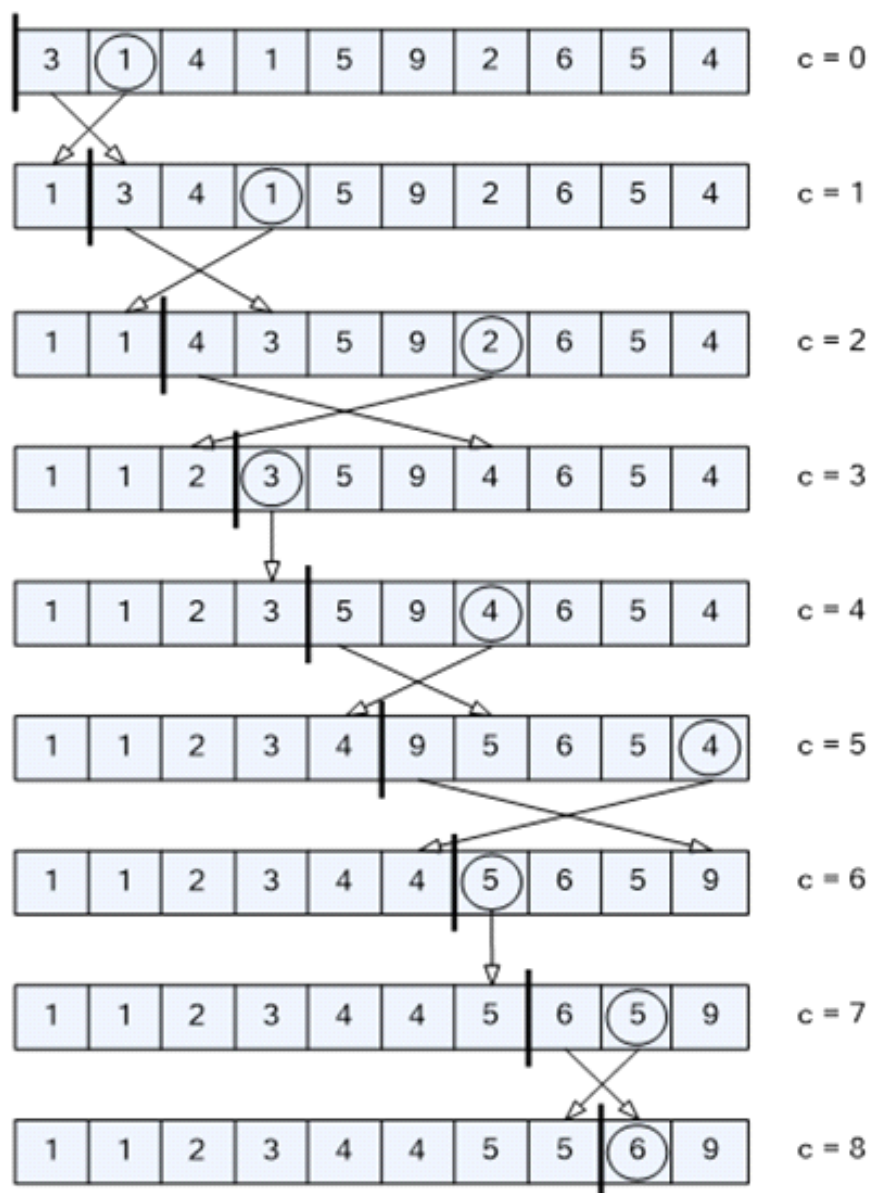 3 1 4 1 5 9 2 6 5 4 c = 0
1 3 4 1 5 9 2 6 5 4 c = 1
1 1 4 3 5 9 2 6 5 4 c = 2
1 1 2 3 5 9 4 6 5 4 c = 3
1 1 2 3 5 9 4 6 5 4 c = 4
1 1 2 3 4 9 5 6 5 4 c = 5
1 1 2 3 4 4 5 6 5 9 c = 6
1 1 2 3 4 4 5 6 5 9 c = 7
1 1 2 3 4 4 5 5 6 9 c = 8